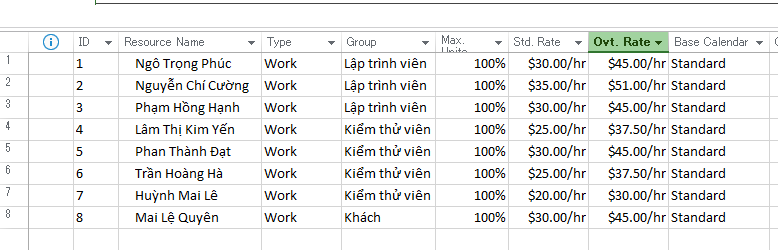 ID Resource Name Type Group Max. Units Std. Rate Ovt. Rate Base Calendar
1 1 Ngô Trọng Phúc Work Lập trình viên 100% $30.00/hr $45.00/hr Standard
2 2 Nguyễn Chí Cường Work Lập trình viên 100% $35.00/hr $51.00/hr Standard
3 3 Phạm Hồng Hạnh Work Lập trình viên 100% $30.00/hr $45.00/hr Standard
4 4 Lâm Thị Kim Yến Work Kiểm thử viên 100% $25.00/hr $37.50/hr Standard
5 5 Phan Thành Đạt Work Kiểm thử viên 100% $30.00/hr $45.00/hr Standard
6 6 Trần Hoàng Hà Work Kiểm thử viên 100% $25.00/hr $37.50/hr Standard
7 7 Huỳnh Mai Lê Work Kiểm thử viên 100% $20.00/hr $30.00/hr Standard
8 8 Mai Lệ Quyên Work Khách 100% $30.00/hr $45.00/hr Standard